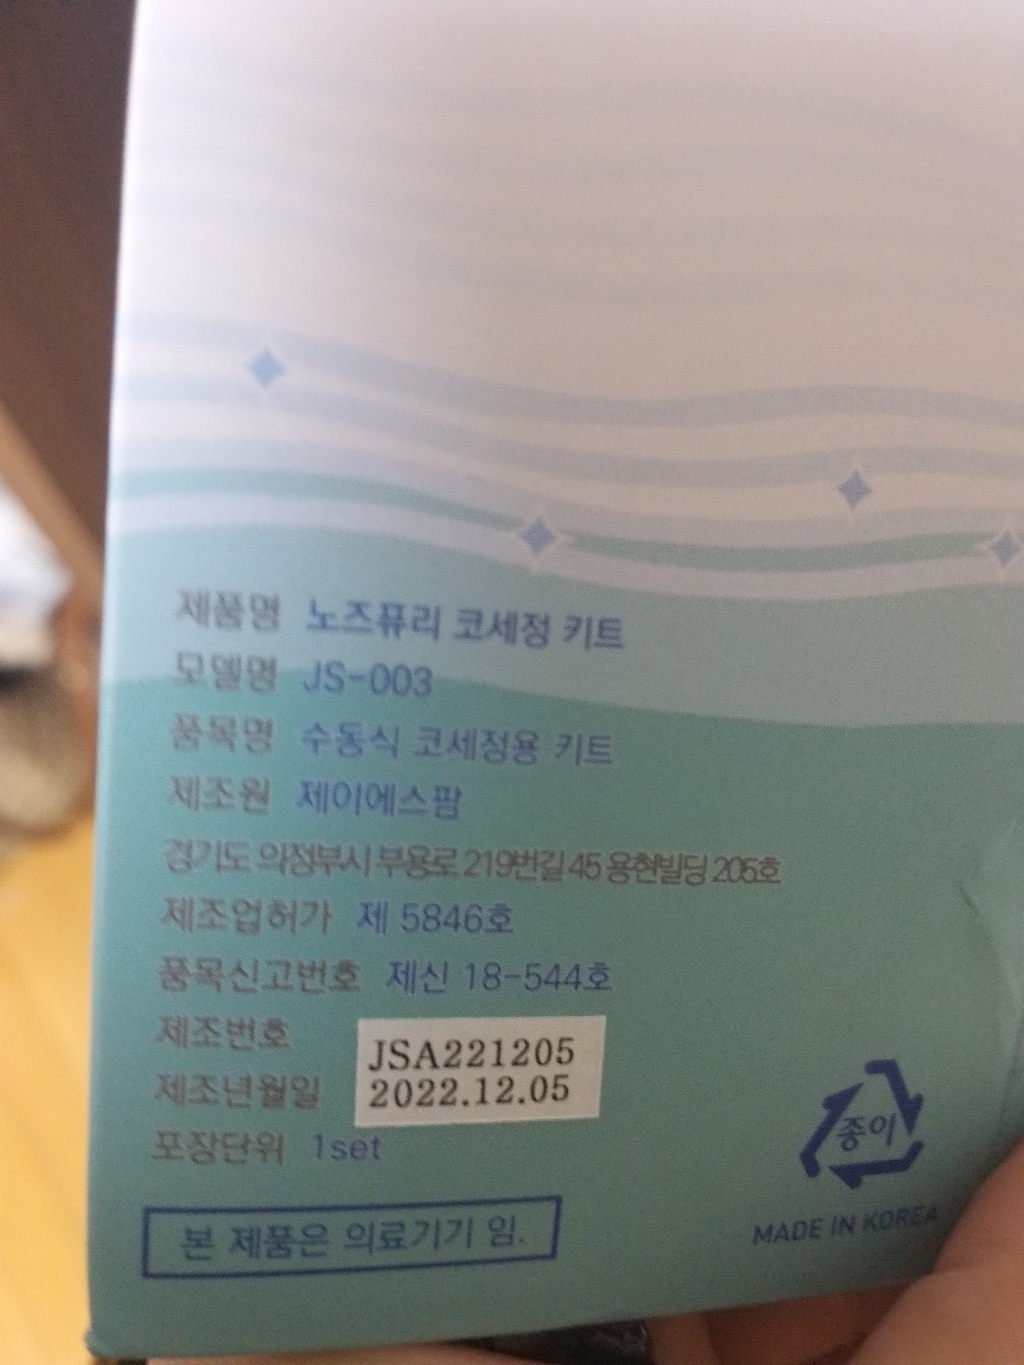 제품명 노즈퓨리 코세정 키트
모델명 JS-003
품목명 수동식 코세정용 키트
제조원 제이에스팜
경기도 의정부시 부용로 219번길 45 용현빌딩 205호
제조업허가 제 5846호
품목신고번호 제신 18-544호
제조번호 JSA221205
제조년월일 2022.12.05
포장단위 1set
본 제품은 의료기기 임.
종이
MADE IN KOREA